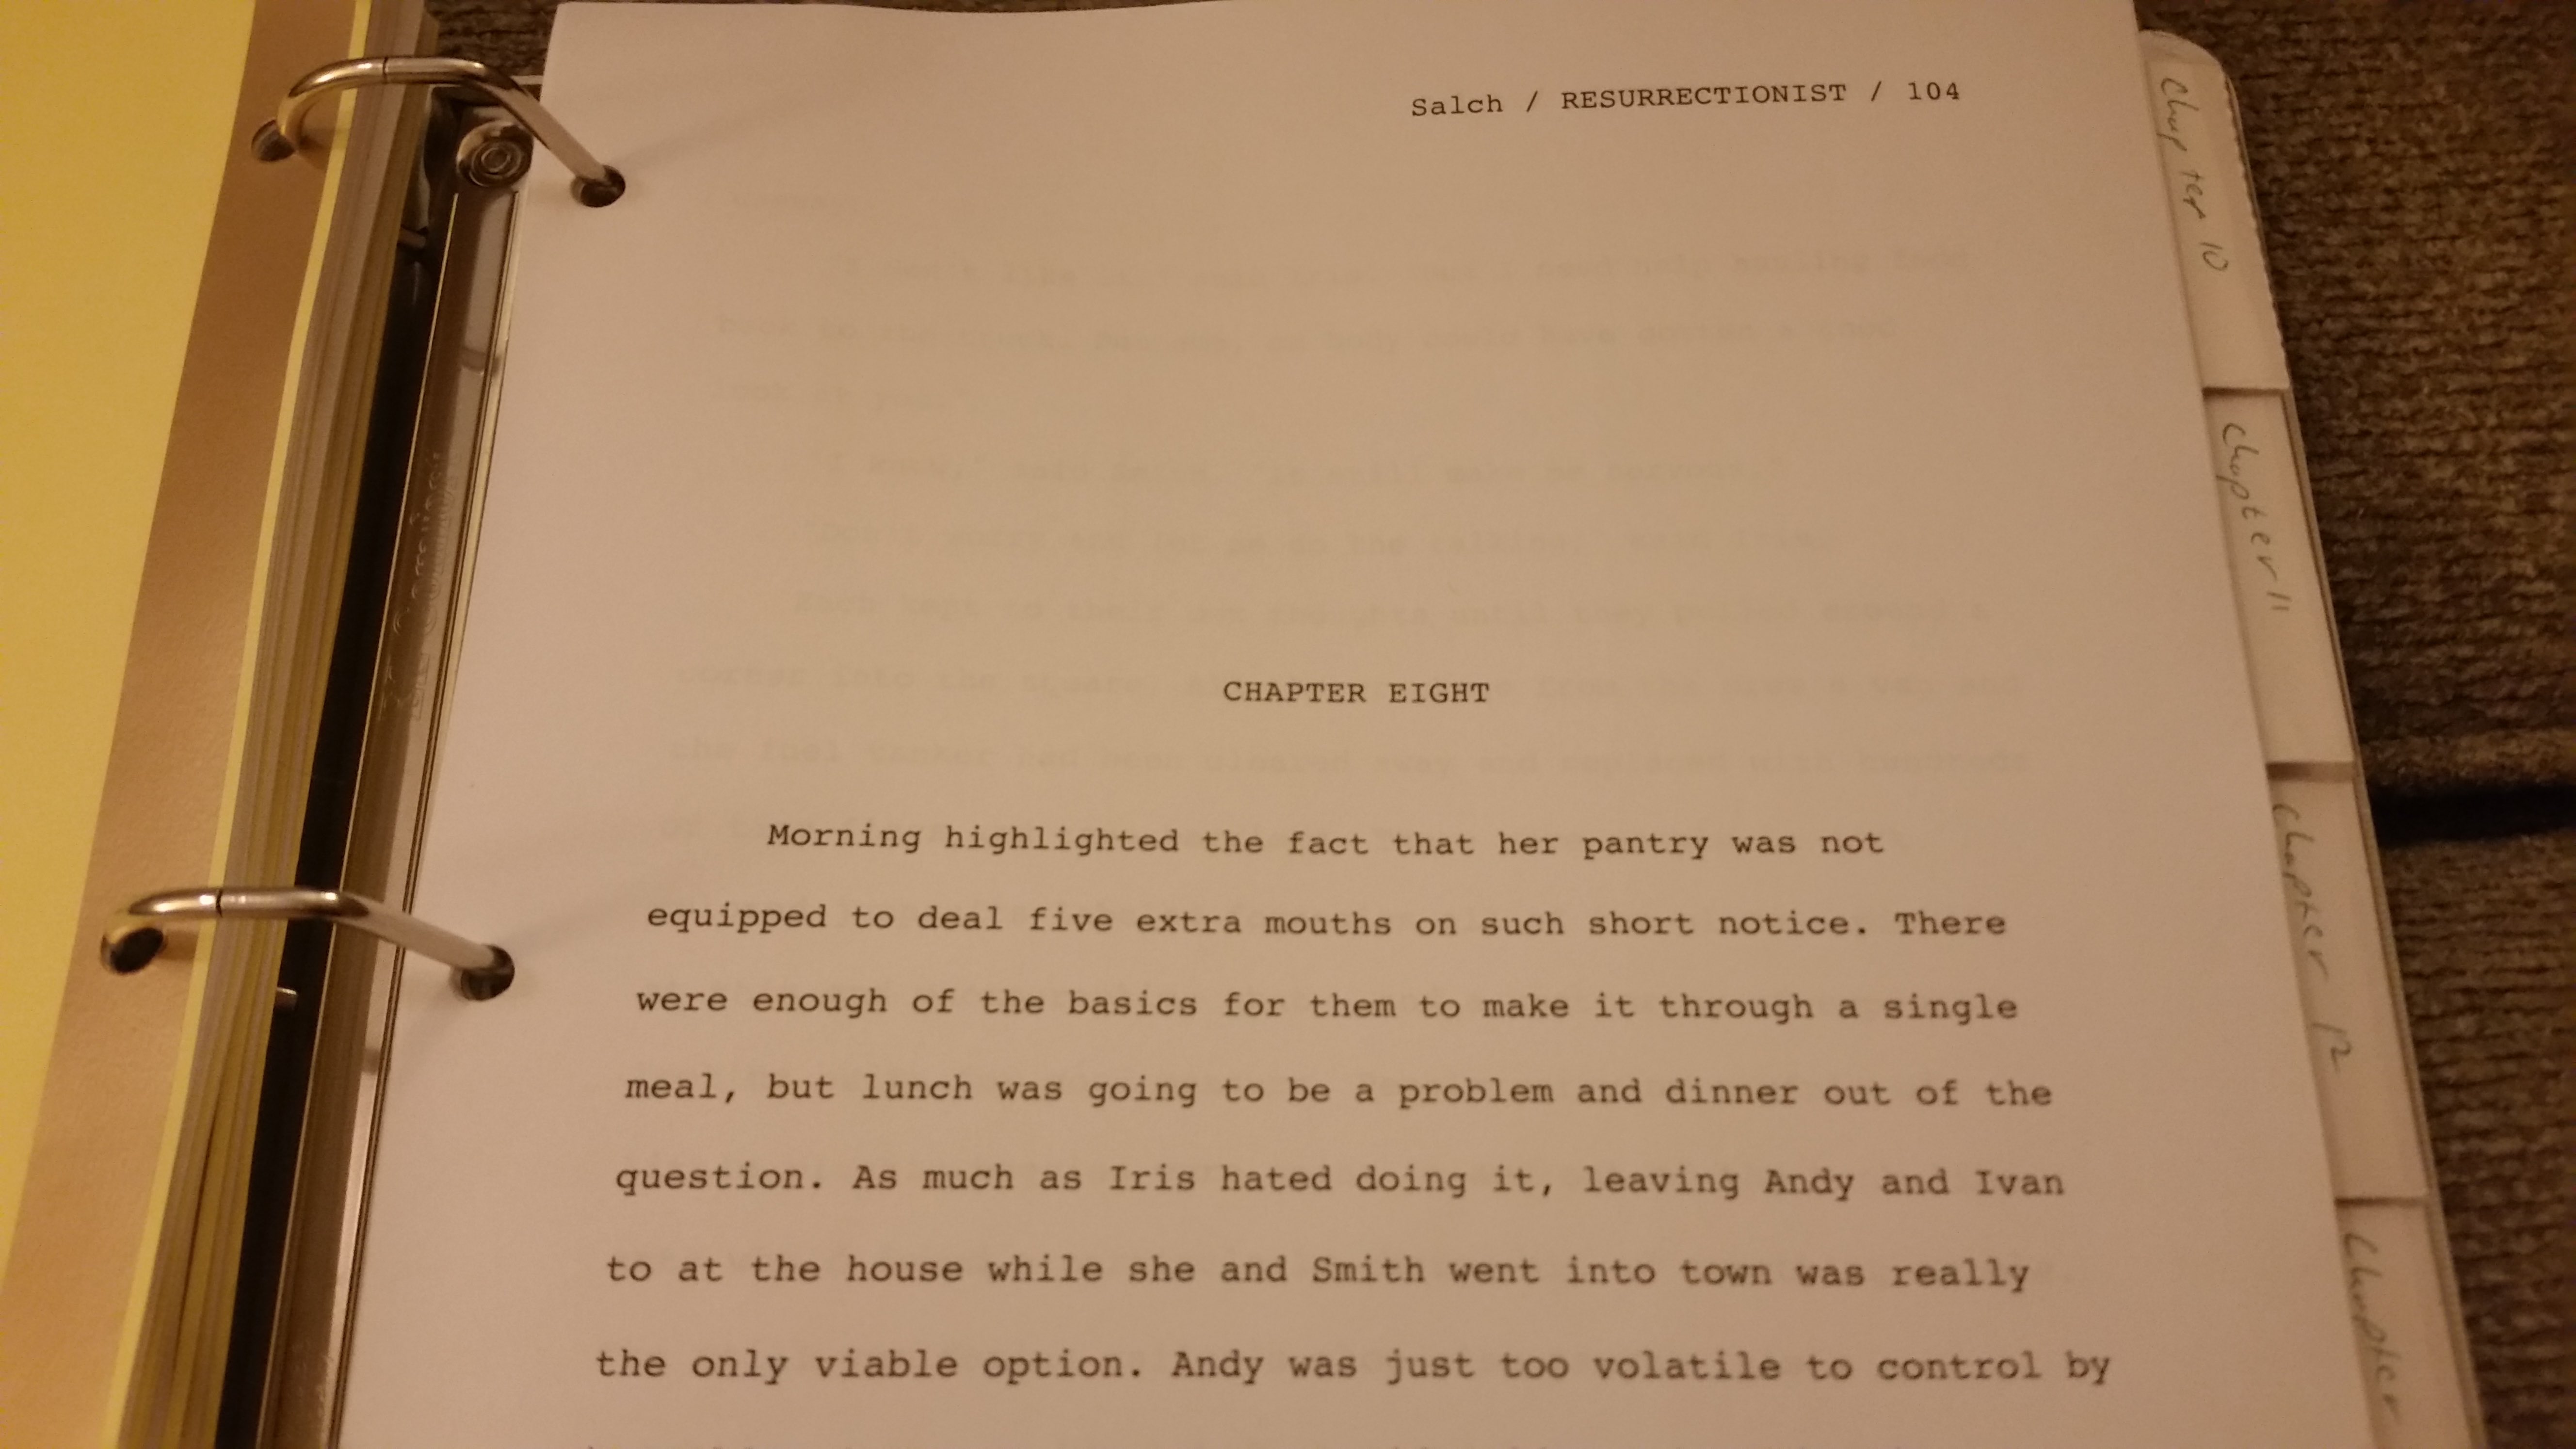 Salch / RESURRECTIONIST / 104
CHAPTER EIGHT
Morning highlighted the fact that her pantry was not
equipped to deal five extra mouths on such short notice. There
were enough of the basics for them to make it through a single
meal, but lunch was going to be a problem and dinner out of the
question. As much as Iris hated doing it, leaving Andy and Ivan
to at the house while she and Smith went into town was really
the only viable option. Andy was just too volatile to control by
Chapter 10
Chapter 11
Chapter 12
Chapter